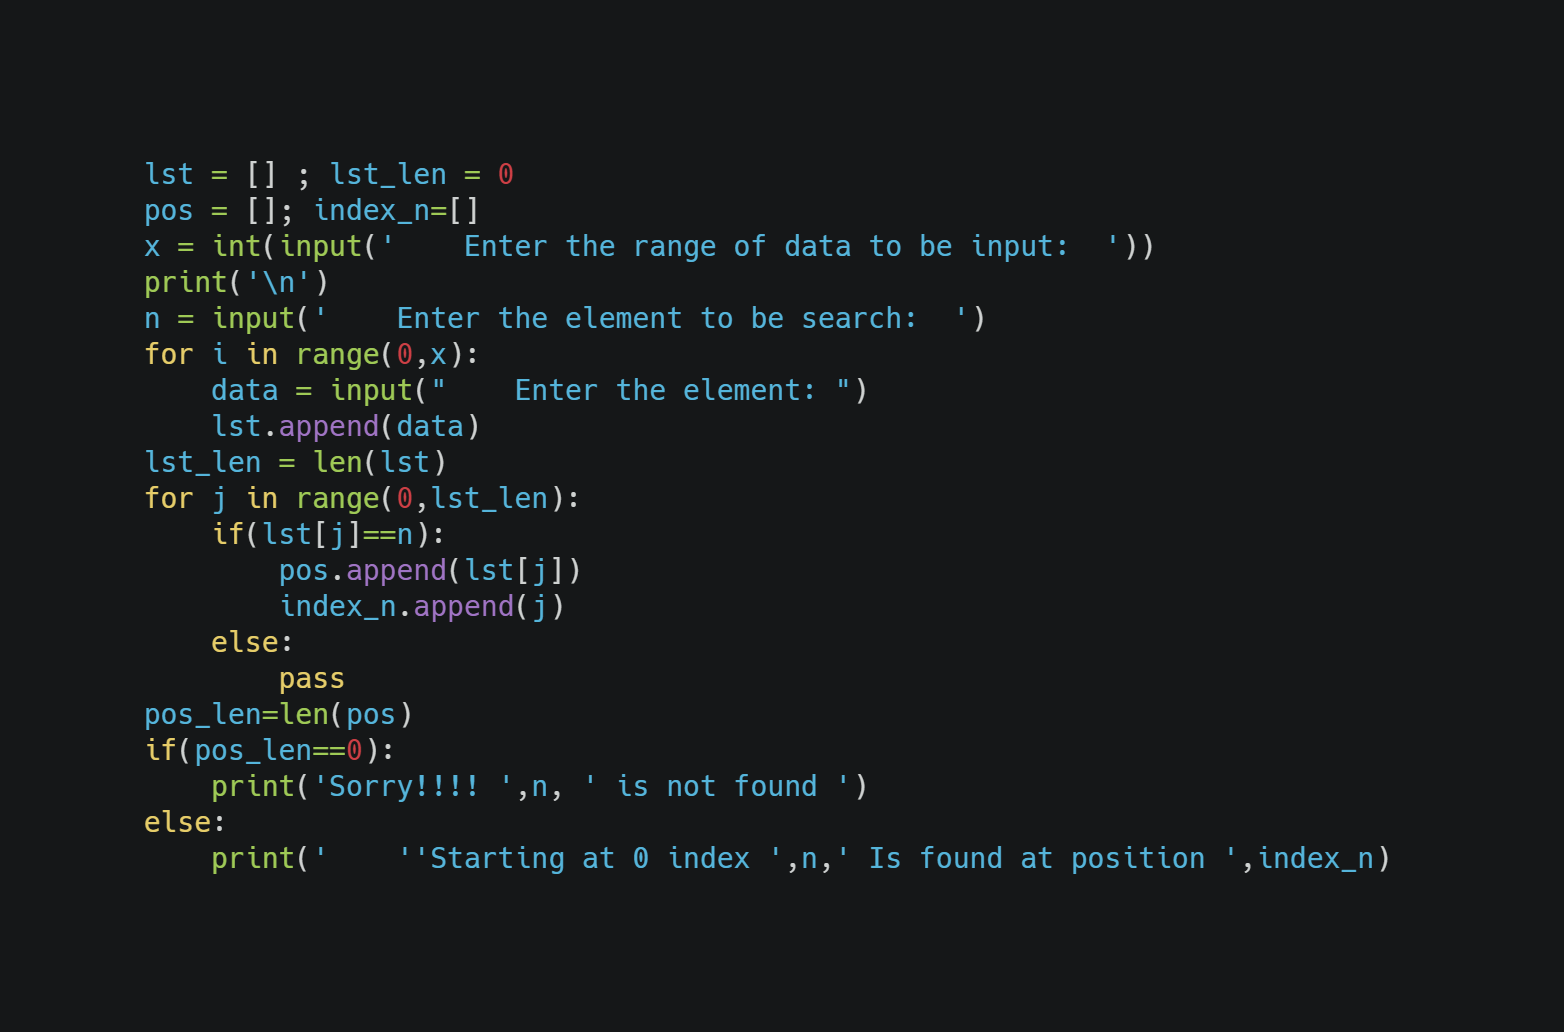 lst = [] ; lst_len = 0
pos = []; index_n=[]
x = int(input('    Enter the range of data to be input:  '))
print('\n')
n = input('    Enter the element to be search:  ')
for i in range(0,x):
    data = input("    Enter the element: ")
    lst.append(data)
lst_len = len(lst)
for j in range(0,lst_len):
    if(lst[j]==n):
        pos.append(lst[j])
        index_n.append(j)
    else:
        pass
pos_len=len(pos)
if(pos_len==0):
    print('Sorry!!!! ',n, ' is not found ')
else:
    print('    ''Starting at 0 index ',n,' Is found at position ',index_n)